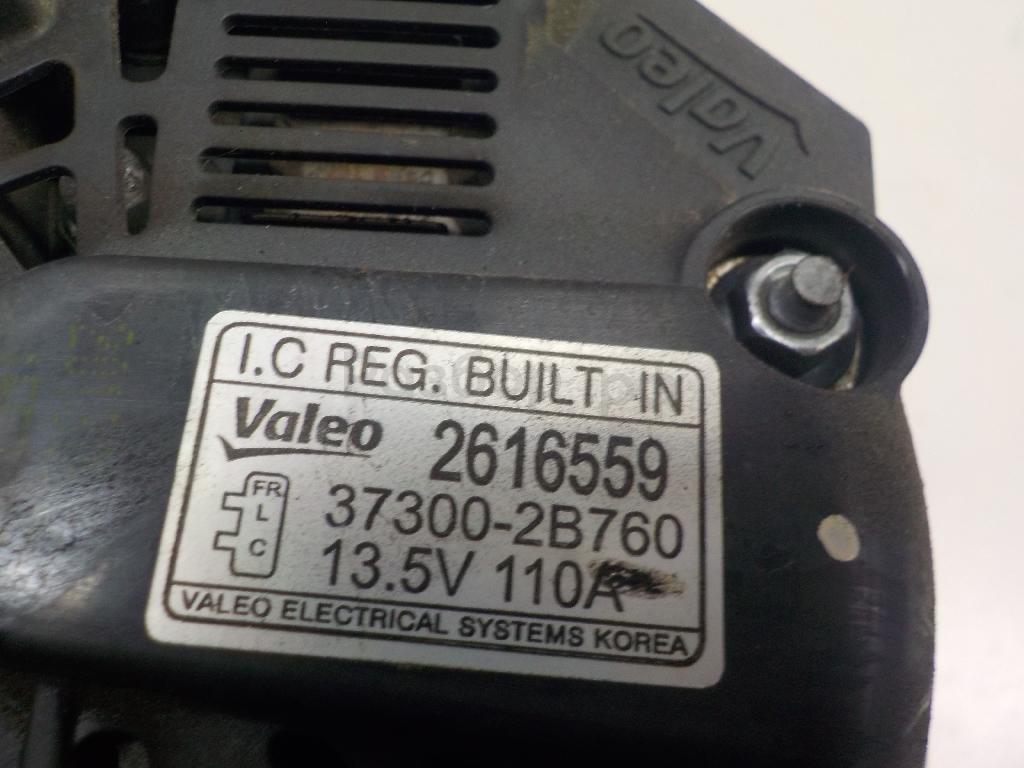 Valeo
I.C REG. BUILT IN
Valeo 2616559
FR
L
C
37300-2B760
13.5V 110A
VALEO ELECTRICAL SYSTEMS KOREA